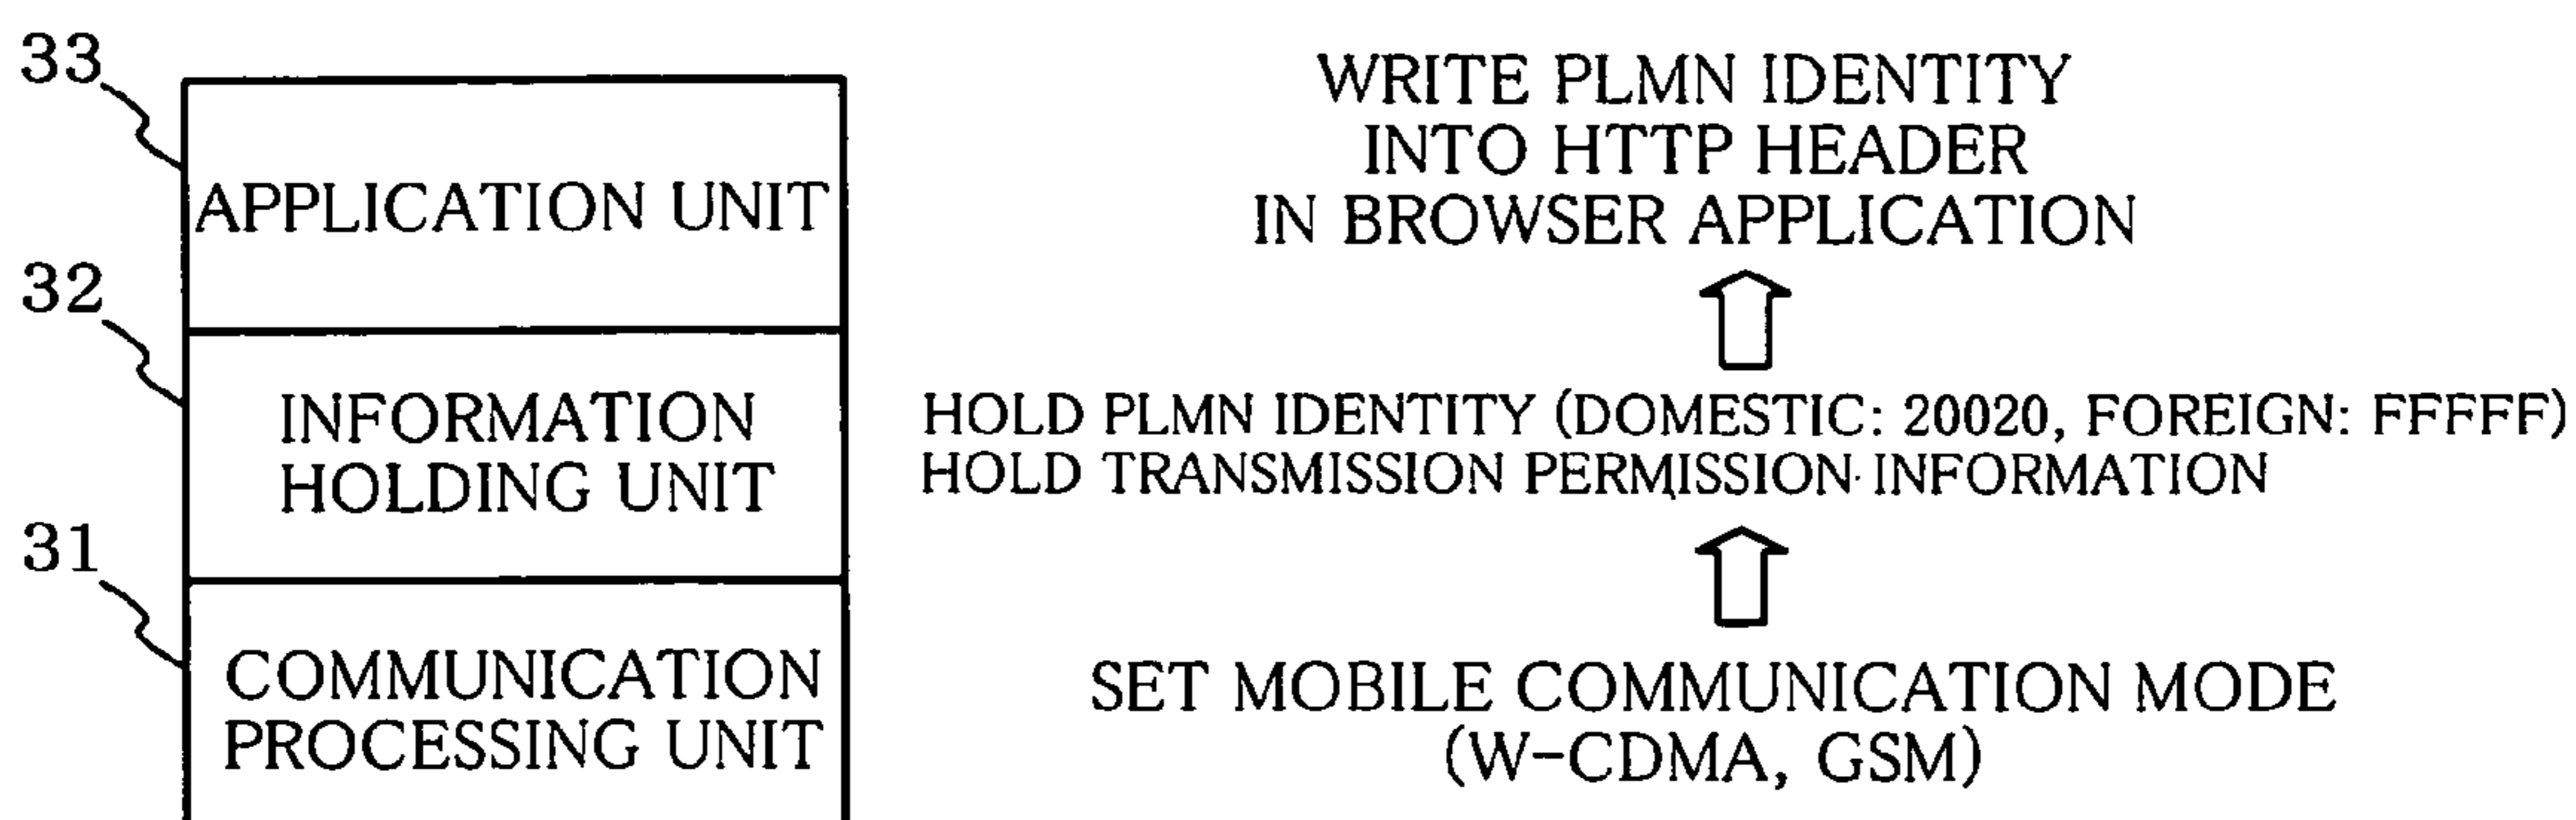 33
APPLICATION UNIT
WRITE PLMN IDENTITY
INTO HTTP HEADER
IN BROWSER APPLICATION
32
INFORMATION
HOLDING UNIT
HOLD PLMN IDENTITY (DOMESTIC: 20020, FOREIGN: FFFFF)
HOLD TRANSMISSION PERMISSION INFORMATION
31
COMMUNICATION
PROCESSING UNIT
SET MOBILE COMMUNICATION MODE
(W-CDMA, GSM)